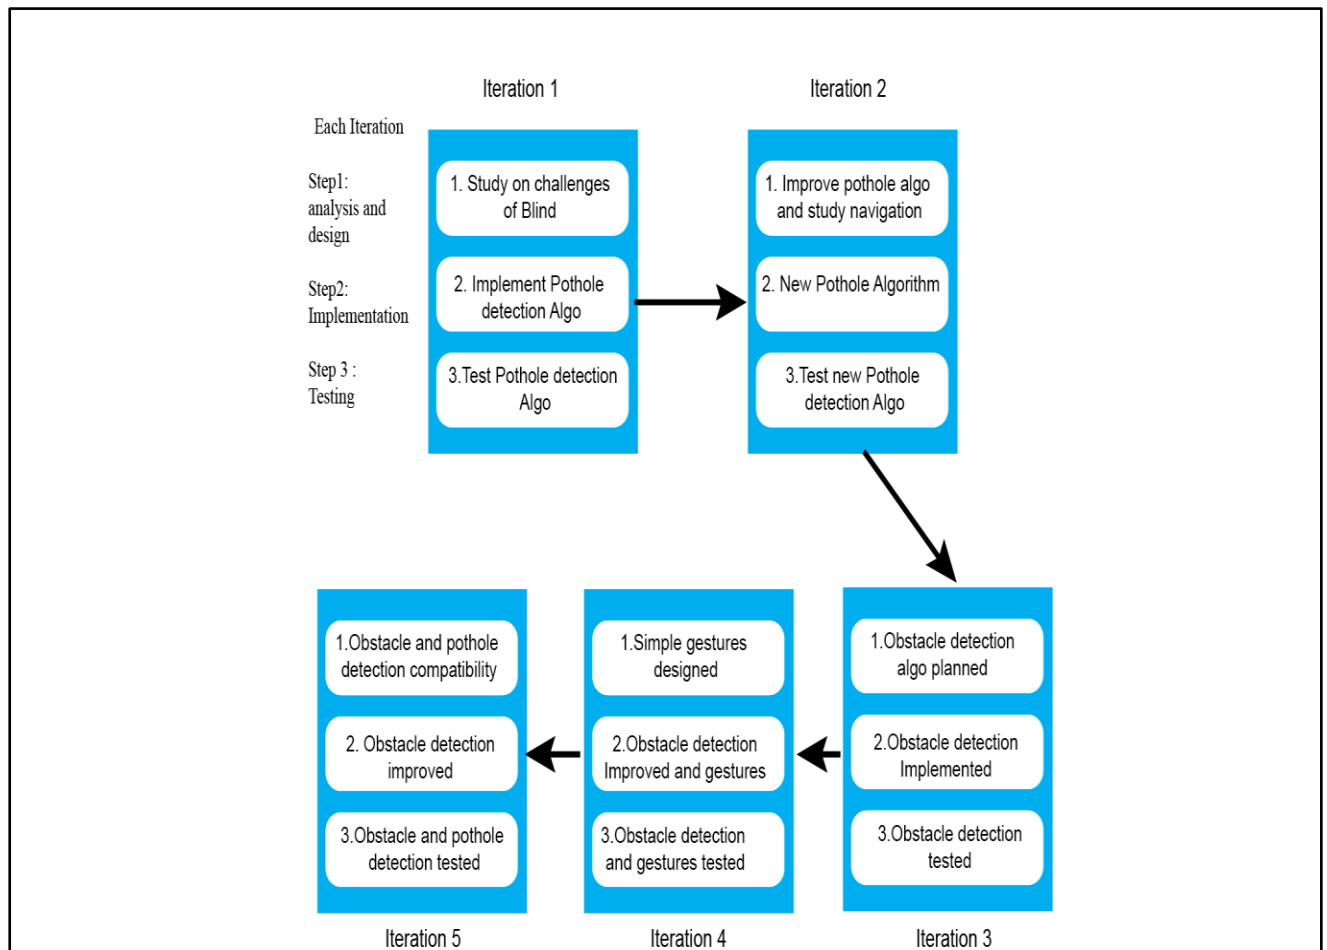 Iteration 1
Iteration 2
Each Iteration
Step1:
analysis and
design
Step2:
Implementation
Step 3 :
Testing
1. Study on challenges
of Blind
2. Implement Pothole
detection Algo
3.Test Pothole detection
Algo
1. Improve pothole algo
and study navigation
2. New Pothole Algorithm
3.Test new Pothole
detection Algo
1.Obstacle and pothole
detection compatibility
2. Obstacle detection
improved
3.Obstacle and pothole
detection tested
1.Simple gestures
designed
2.Obstacle detection
Improved and gestures
3.Obstacle detection
and gestures tested
1.Obstacle detection
algo planned
2.Obstacle detection
Implemented
3.Obstacle detection
tested
Iteration 5
Iteration 4
Iteration 3